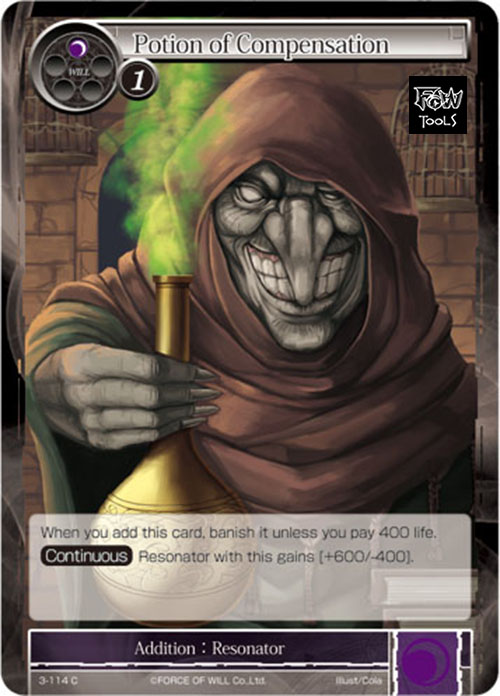 Potion of Compensation
WILL
1
FOW
TOOLS
When you add this card, banish it unless you pay 400 life.
Continuous Resonator with this gains [+600/-400].
Addition : Resonator
3-114 C ©FORCE OF WILL Co.,Ltd. Illust/Cola